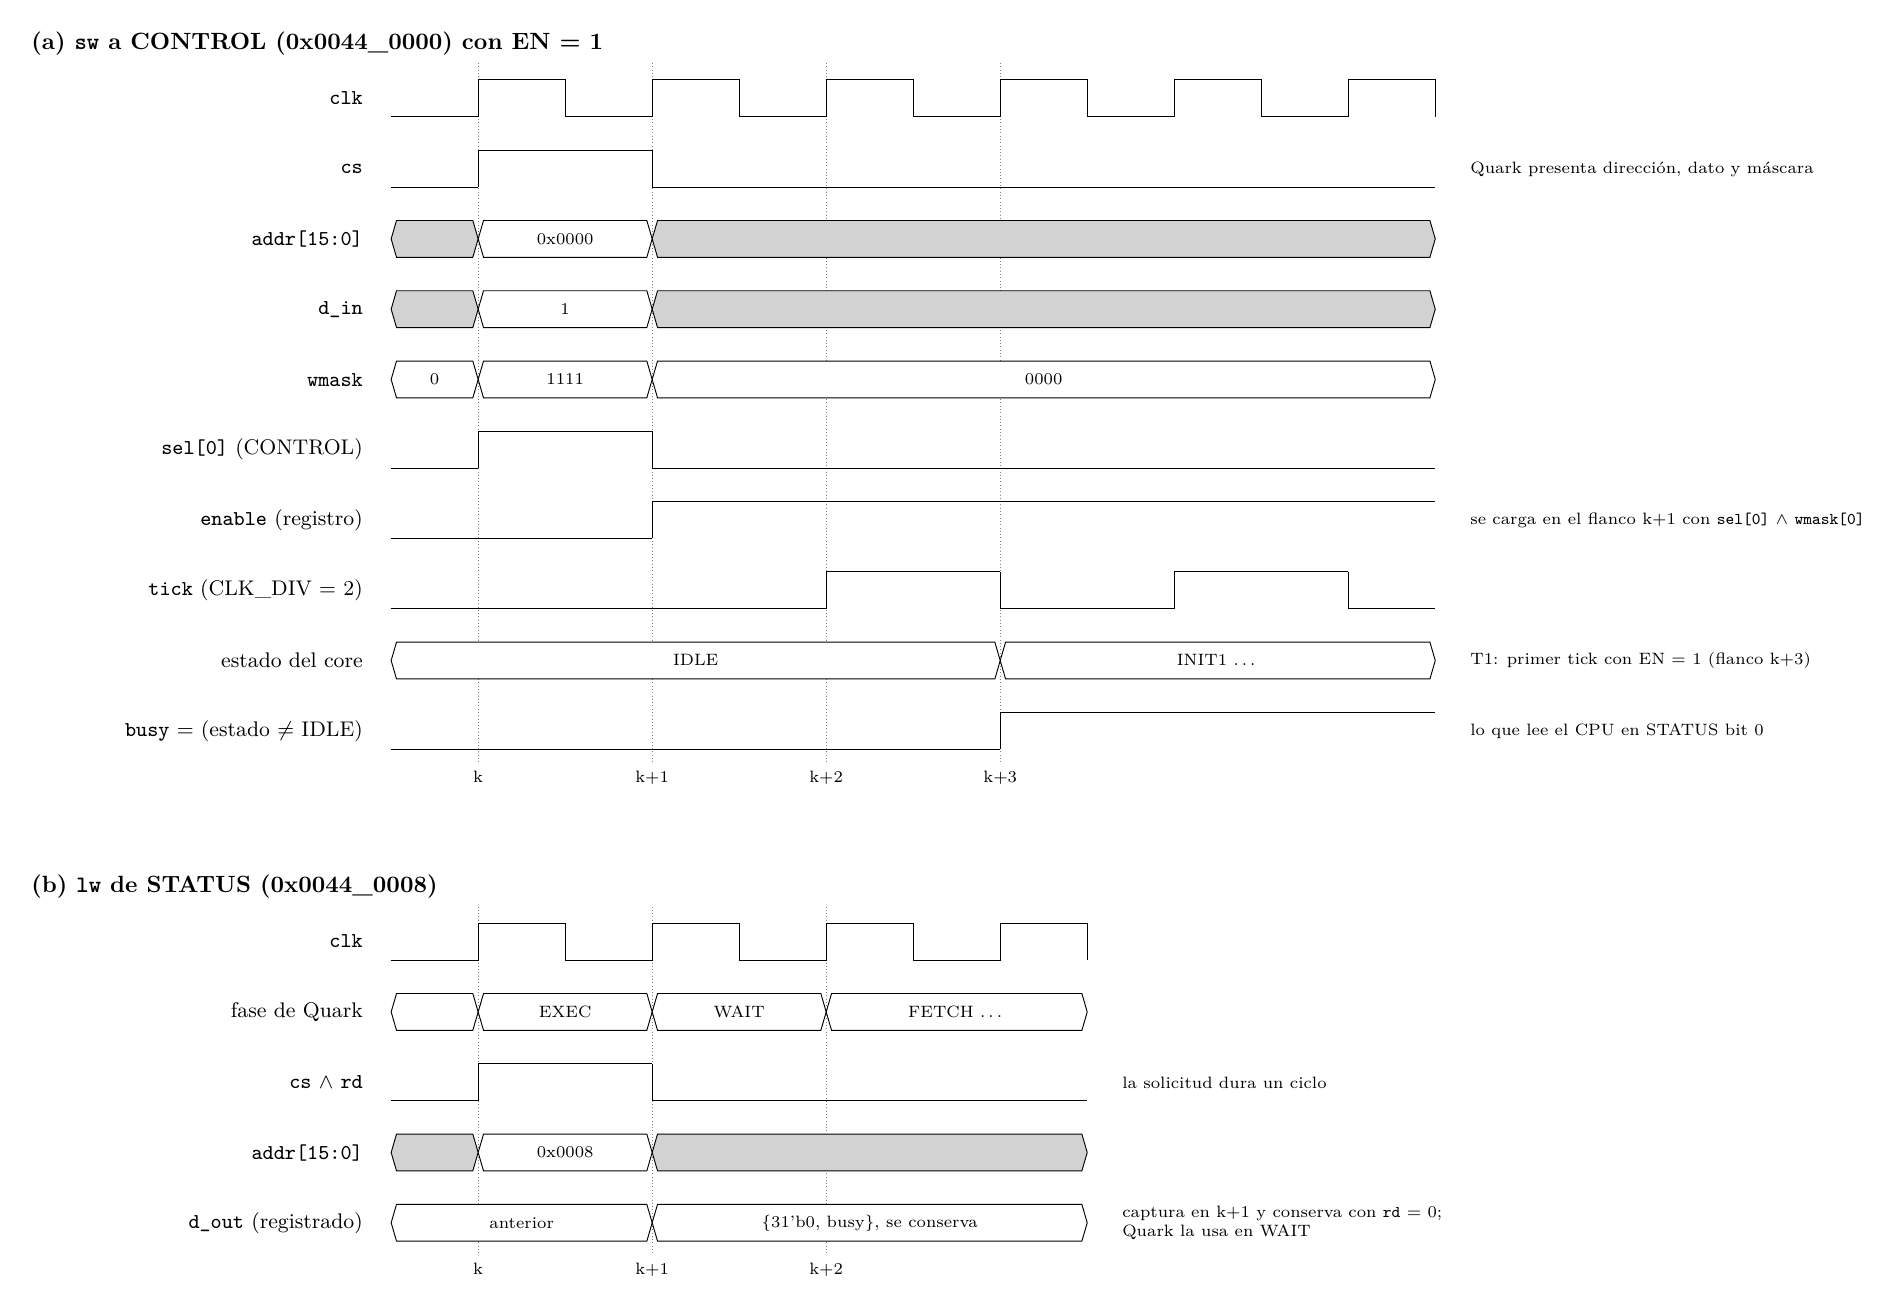 (a) sw a CONTROL (0x0044_0000) con EN = 1
clk
cs
Quark presenta dirección, dato y máscara
addr[15:0]
0x0000
d_in
1
wmask
0
1111
0000
sel[0] (CONTROL)
enable (registro)
se carga en el flanco k+1 con sel[0] ∧ wmask[0]
tick (CLK_DIV = 2)
estado del core
IDLE
INIT1 ...
T1: primer tick con EN = 1 (flanco k+3)
busy = (estado ≠ IDLE)
lo que lee el CPU en STATUS bit 0
k
k+1
k+2
k+3
(b) lw de STATUS (0x0044_0008)
clk
fase de Quark
EXEC
WAIT
FETCH ...
cs ∧ rd
la solicitud dura un ciclo
addr[15:0]
0x0008
d_out (registrado)
anterior
{31'b0, busy}, se conserva
captura en k+1 y conserva con rd = 0;
Quark la usa en WAIT
k
k+1
k+2